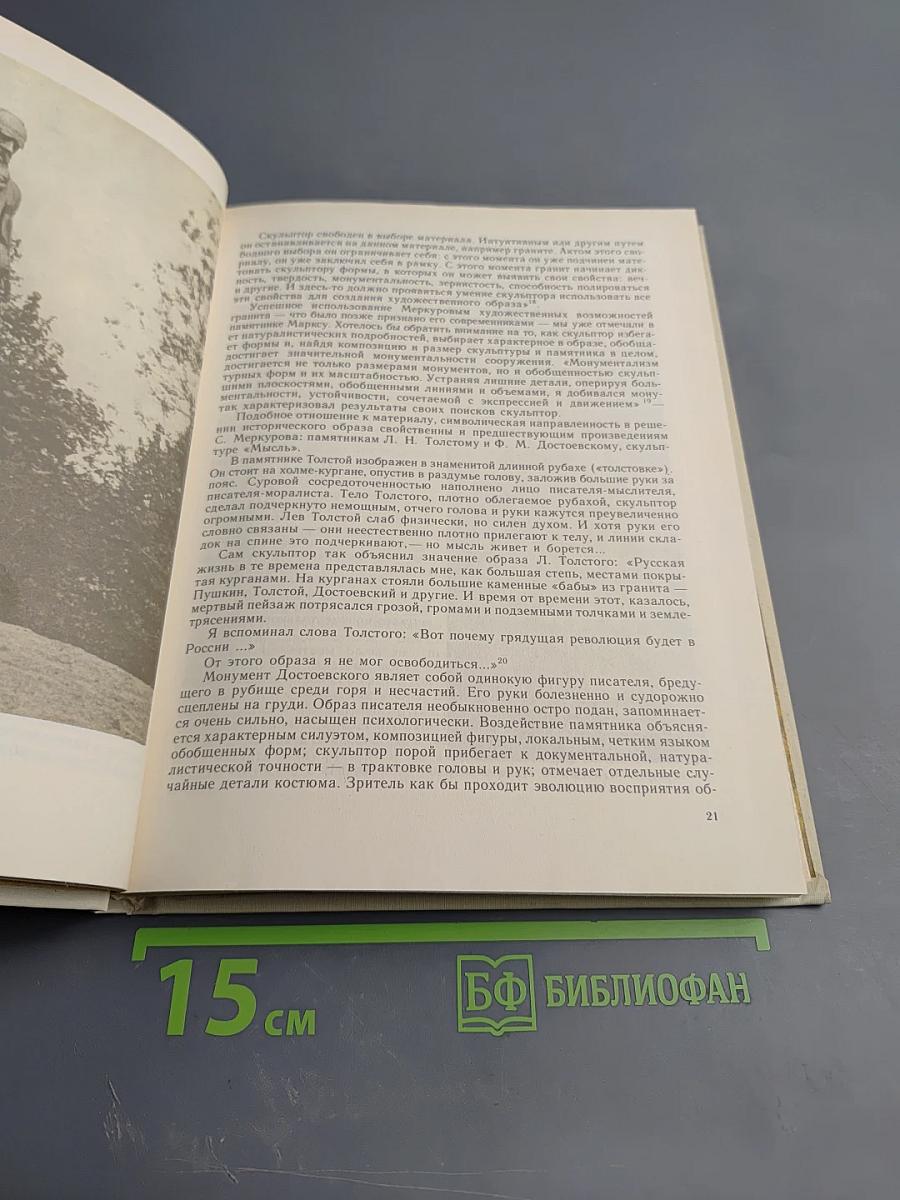 Скульптор свободен в выборе материала. Интуитивным или другим путем
он останавливается на данном материале, например граните. Актом этого сво-
бодного выбора он ограничивает себя: с этого момента он уже подчинен мате-
риалу, он уже заключил себя в рамку. С этого момента гранит начинает дик-
товать скульптору формы, в которых он может выявить свои свойства: веч-
ность, твердость, монументальность, зернистость, способность полироваться
и другие. И здесь-то должно проявиться умение скульптора использовать все
эти свойства для создания художественного образа»18
Успешное использование Меркуровым художественных возможностей
гранита — что было позже признано его современниками — мы уже отмечали в
памятнике Марксу. Хотелось бы обратить внимание на то, как скульптор избега-
ет натуралистических подробностей, выбирает характерное в образе, обобща-
ет формы и, найдя композицию и размер скульптуры и памятника в целом,
достигает значительной монументальности сооружения. «Монументализм
достигается не только размерами монументов, но и обобщенностью скульп-
турных форм и их масштабностью. Устраняя лишние детали, оперируя боль-
шими плоскостями, обобщенными линиями и объемами, я добивался мону-
ментальности, устойчивости, сочетаемой с экспрессией и движением» 19 —
так характеризовал результаты своих поисков скульптор.
Подобное отношение к материалу, символическая направленность в реше-
нии исторического образа свойственны и предшествующим произведениям
С. Меркурова: памятникам Л. Н. Толстому и Ф. М. Достоевскому, скульп-
туре «Мысль».
В памятнике Толстой изображен в знаменитой длинной рубахе («толстовке»).
Он стоит на холме-кургане, опустив в раздумье голову, заложив большие руки за
пояс. Суровой сосредоточенностью наполнено лицо писателя-мыслителя,
писателя-моралиста. Тело Толстого, плотно облегаемое рубахой, скульптор
сделал подчеркнуто немощным, отчего голова и руки кажутся преувеличенно
огромными. Лев Толстой слаб физически, но силен духом. И хотя руки его
словно связаны — они неестественно плотно прилегают к телу, и линии скла-
док на спине это подчеркивают,— но мысль живет и борется...
Сам скульптор так объяснил значение образа Л. Толстого: «Русская
жизнь в те времена представлялась мне, как большая степь, местами покры-
тая курганами. На курганах стояли большие каменные «бабы» из гранита —
Пушкин, Толстой, Достоевский и другие. И время от времени этот, казалось,
мертвый пейзаж потрясался грозой, громами и подземными толчками и земле-
трясениями.
Я вспоминал слова Толстого: «Вот почему грядущая революция будет в
России ...»
От этого образа я не мог освободиться...»20
Монумент Достоевского являет собой одинокую фигуру писателя, бреду-
щего в рубище среди горя и несчастий. Его руки болезненно и судорожно
сцеплены на груди. Образ писателя необыкновенно остро подан, запоминает-
ся очень сильно, насыщен психологически. Воздействие памятника объясня-
ется характерным силуэтом, композицией фигуры, локальным, четким языком
обобщенных форм; скульптор порой прибегает к документальной, натура-
листической точности — в трактовке головы и рук; отмечает отдельные слу-
чайные детали костюма. Зритель как бы проходит эволюцию восприятия об-
21
15 см
БФ БИБЛИОФАН